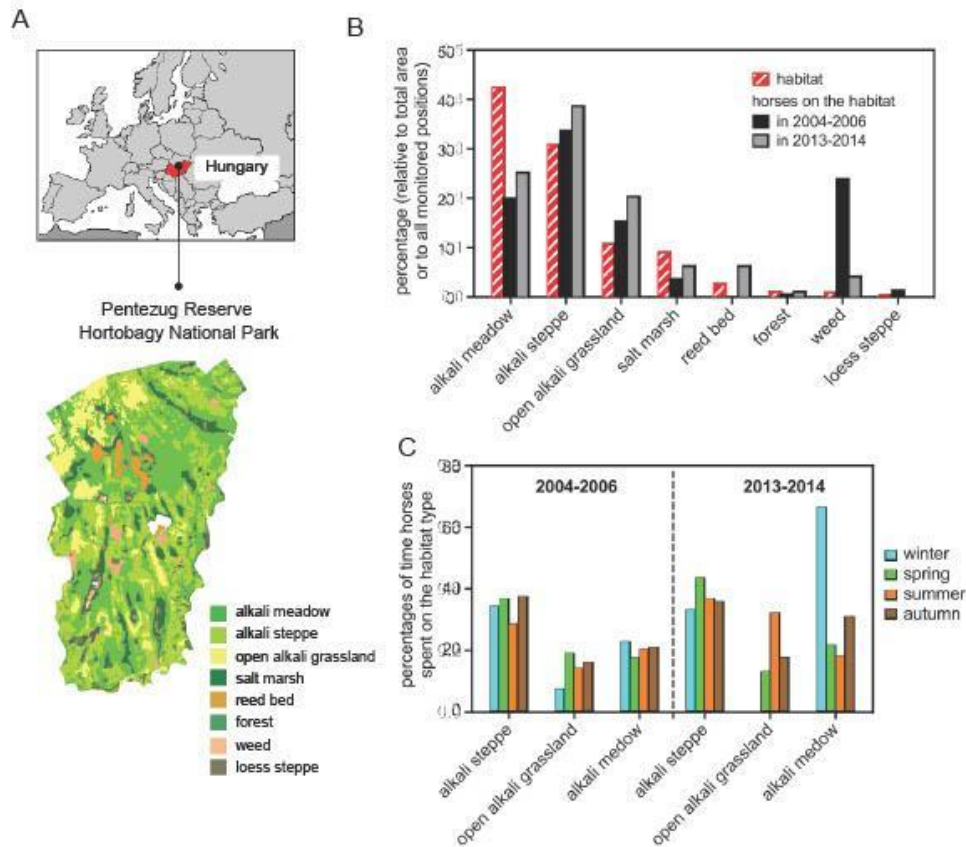 A
Hungary
Pentezug Reserve
Hortobagy National Park
alkali meadow
alkali steppe
open alkali grassland
salt marsh
reed bed
forest
weed
loess steppe
B
percentage (relative to total area
or to all monitored positions)
habitat
horses on the habitat
in 2004-2006
in 2013-2014
alkali meadow
alkali steppe
open alkali grassland
salt marsh
reed bed
forest
weed
loess steppe
C
percentages of time horses
spent on the habitat type
2004-2006
2013-2014
winter
spring
summer
autumn
alkali steppe
open alkali grassland
alkali medow
alkali steppe
open alkali grassland
alkali medow